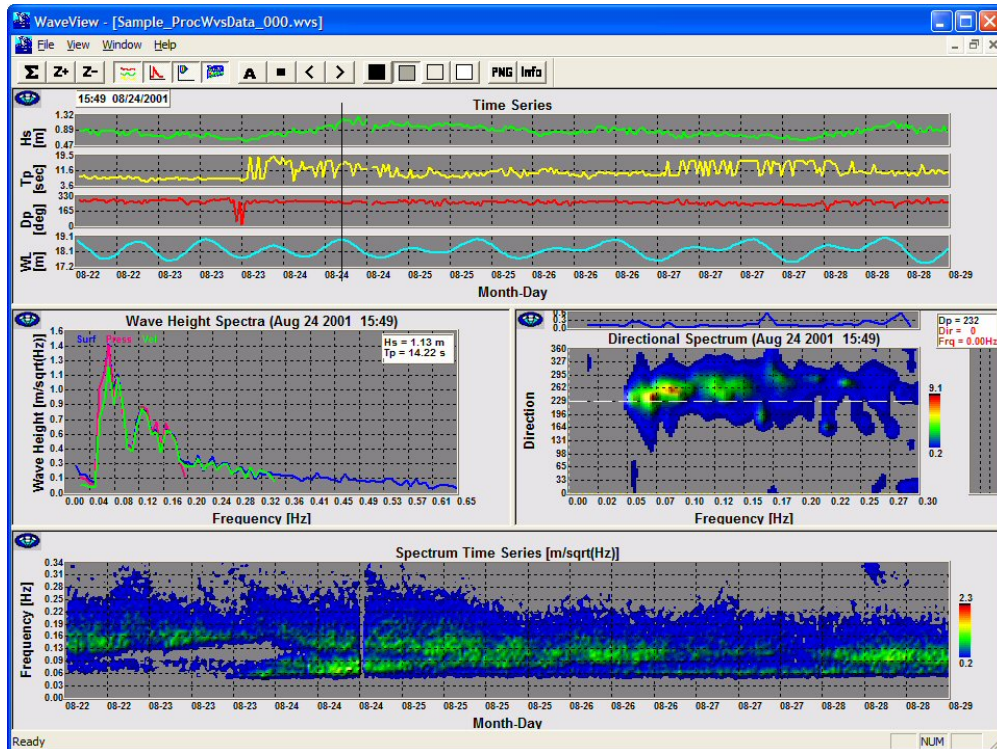 WaveView - [Sample_ProcWvsData_000.wvs]
File View Window Help
Σ Z+ Z- A < > PNG Info
15:49 08/24/2001
Time Series
Hs [m]
1.32
0.89
0.47
Tp [sec]
19.5
11.6
3.6
Dp [deg]
330
165
0
WL [m]
19.1
18.1
17.2
08-22 08-22 08-23 08-23 08-23 08-24 08-24 08-24 08-25 08-25 08-25 08-26 08-26 08-26 08-27 08-27 08-27 08-28 08-28 08-28 08-29
Month-Day
Wave Height Spectra (Aug 24 2001 15:49)
Surf Press Vel
Hs = 1.13 m
Tp = 14.22 s
Wave Height [m/sqrt(Hz)]
1.6
1.4
1.3
1.2
1.0
0.9
0.7
0.6
0.4
0.3
0.1
0.0
0.00 0.04 0.08 0.12 0.16 0.20 0.24 0.28 0.32 0.36 0.41 0.45 0.49 0.53 0.57 0.61 0.65
Frequency [Hz]
Directional Spectrum (Aug 24 2001 15:49)
Dp = 232
Dir = 0
Frq = 0.00Hz
Direction
360
327
295
262
229
196
164
131
98
65
33
0
0.00 0.02 0.05 0.07 0.10 0.12 0.15 0.17 0.20 0.22 0.25 0.27 0.30
Frequency [Hz]
9.1
0.2
Spectrum Time Series [m/sqrt(Hz)]
Frequency [Hz]
0.34
0.31
0.28
0.25
0.22
0.19
0.16
0.13
0.09
0.06
0.03
0.00
08-22 08-22 08-23 08-23 08-23 08-24 08-24 08-24 08-25 08-25 08-25 08-26 08-26 08-26 08-27 08-27 08-27 08-28 08-28 08-28 08-29
Month-Day
2.3
0.2
Ready NUM